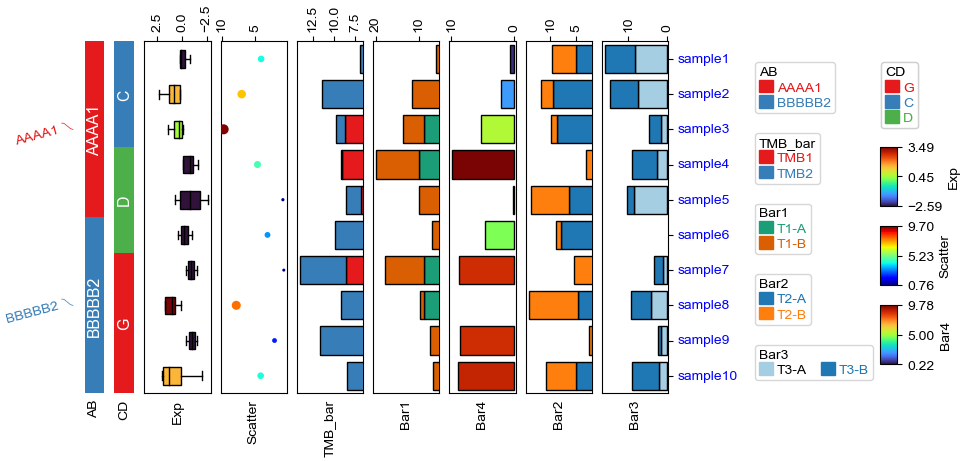 2.5 0.0 −2.5
10 5
12.5 10.0 7.5
20 10
10 0
10
10 0
AAAA1
BBBBB2
AAAA1
BBBBB2
C
D
G
sample1
sample2
sample3
sample4
sample5
sample6
sample7
sample8
sample9
sample10
AB
CD
Exp
Scatter
TMB_bar
Bar1
Bar4
Bar2
Bar3
AB
AAAA1
BBBBB2
TMB_bar
TMB1
TMB2
Bar1
T1-A
T1-B
Bar2
T2-A
T2-B
Bar3
T3-A T3-B
CD
G
C
D
3.49
0.45
−2.59
Exp
9.70
5.23
0.76
Scatter
9.78
5.00
0.22
Bar4